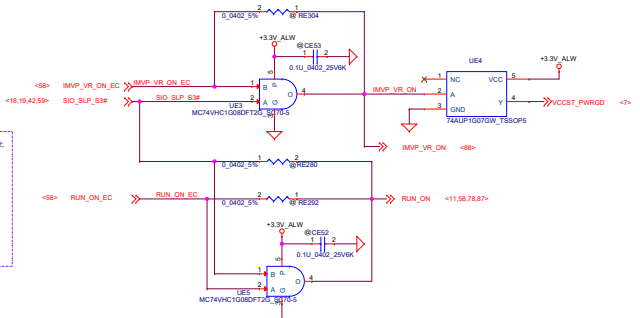 2 1
0_0402_5% @ RE304
+3.3V_ALW
@CE53
1 2
0.1U_0402_25V6K
UE4
+3.3V_ALW
<58> IMVP_VR_ON_EC IMVP_VR_ON_EC 1 B P 5
<18,19,42,59> SIO_SLP_S3# SIO_SLP_S3# 2 A G O 4 IMVP_VR_ON
1 NC VCC 5
2 A
3 GND Y 4 VCCST_PWRGD <7>
UE3
MC74VHC1G08DFT2G_SC70-5
74AUP1G07GW_TSSOP5
IMVP_VR_ON <88>
2 1
0_0402_5% @RE280
<58> RUN_ON_EC RUN_ON_EC 1 2 RUN_ON <11,58,78,87>
0_0402_5% @ RE292
+3.3V_ALW
@CE52
1 2
0.1U_0402_25V6K
5
1 B P
2 A G O 4
UE5
MC74VHC1G08DFT2G_SC70-5